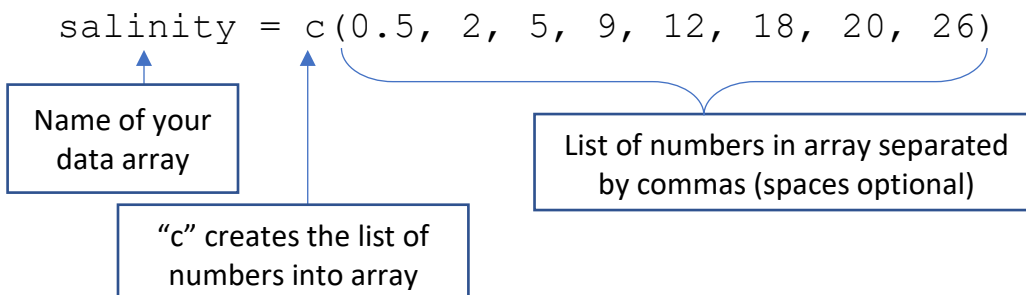 salinity = c(0.5, 2, 5, 9, 12, 18, 20, 26)
Name of your
data array
List of numbers in array separated
by commas (spaces optional)
“c” creates the list of
numbers into array